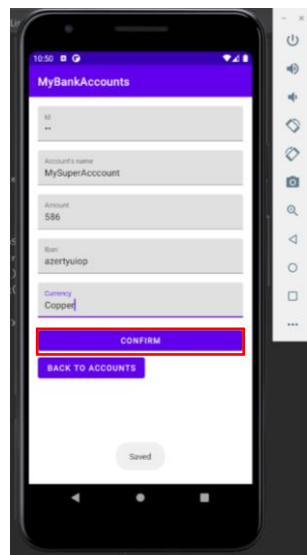 10:50
MyBankAccounts
Id
--
Account's name
MySuperAcccount
Amount
586
Iban
azertyuiop
Currency
Copper
CONFIRM
BACK TO ACCOUNTS
Saved